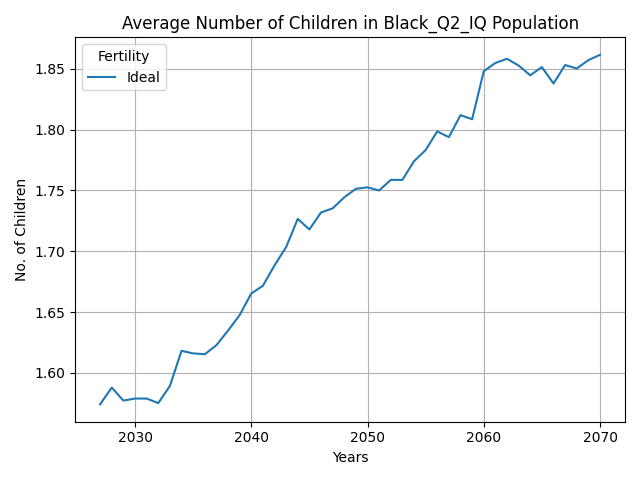 Average Number of Children in Black_Q2_IQ Population
Fertility
Ideal
No. of Children
1.85
1.80
1.75
1.70
1.65
1.60
2030 2040 2050 2060 2070
Years